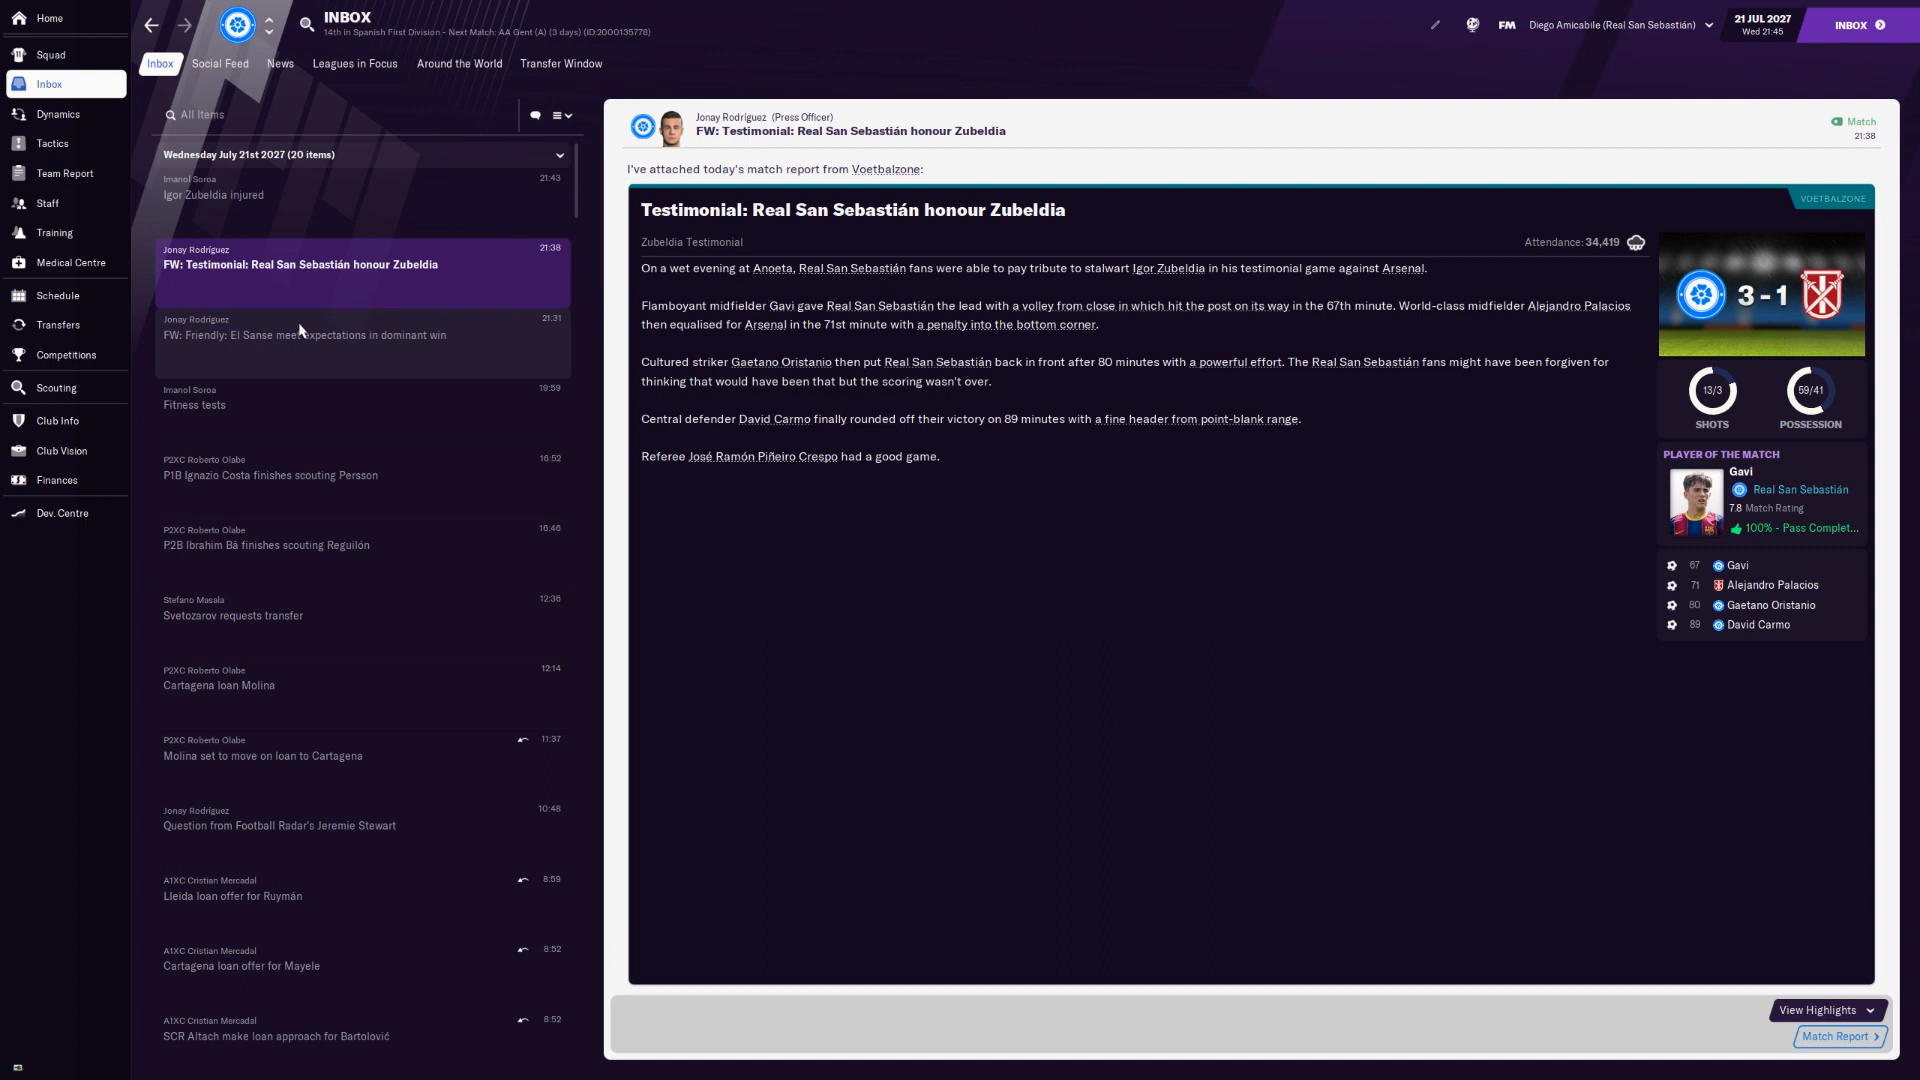 Home
Squad
Inbox
Dynamics
Tactics
Team Report
Staff
Training
Medical Centre
Schedule
Transfers
Competitions
Scouting
Club Info
Club Vision
Finances
Dev. Centre
INBOX
14th in Spanish First Division - Next Match: AA Gent (A) (3 days) (ID:2000135778)
FM
Diego Amicabile (Real San Sebastián)
21 JUL 2027
Wed 21:45
INBOX
Inbox Social Feed News Leagues in Focus Around the World Transfer Window
All Items
Wednesday July 21st 2027 (20 items)
Imanol Soroa 21:43
Igor Zubeldia injured
Jonay Rodríguez 21:38
FW: Testimonial: Real San Sebastián honour Zubeldia
Jonay Rodríguez 21:31
FW: Friendly: El Sanse meet expectations in dominant win
Imanol Soroa 19:59
Fitness tests
P2XC Roberto Olabe 16:52
P1B Ignazio Costa finishes scouting Persson
P2XC Roberto Olabe 16:46
P2B Ibrahim Bâ finishes scouting Reguilón
Stefano Masala 12:36
Svetozarov requests transfer
P2XC Roberto Olabe 12:14
Cartagena loan Molina
P2XC Roberto Olabe 11:37
Molina set to move on loan to Cartagena
Jonay Rodríguez 10:48
Question from Football Radar's Jeremie Stewart
A1XC Cristian Mercadal 8:59
Lleida loan offer for Ruymán
A1XC Cristian Mercadal 8:52
Cartagena loan offer for Mayele
A1XC Cristian Mercadal 8:52
SCR Altach make loan approach for Bartolović
Jonay Rodríguez (Press Officer)
FW: Testimonial: Real San Sebastián honour Zubeldia
Match
21:38
I've attached today's match report from Voetbalzone:
VOETBALZONE
Testimonial: Real San Sebastián honour Zubeldia
Zubeldia Testimonial Attendance: 34,419
On a wet evening at Anoeta, Real San Sebastián fans were able to pay tribute to stalwart Igor Zubeldia in his testimonial game against Arsenal.
Flamboyant midfielder Gavi gave Real San Sebastián the lead with a volley from close in which hit the post on its way in the 67th minute. World-class midfielder Alejandro Palacios
then equalised for Arsenal in the 71st minute with a penalty into the bottom corner.
Cultured striker Gaetano Oristanio then put Real San Sebastián back in front after 80 minutes with a powerful effort. The Real San Sebastián fans might have been forgiven for
thinking that would have been that but the scoring wasn't over.
Central defender David Carmo finally rounded off their victory on 89 minutes with a fine header from point-blank range.
Referee José Ramón Piñeiro Crespo had a good game.
3 - 1
13/3 59/41
SHOTS POSSESSION
PLAYER OF THE MATCH
Gavi
Real San Sebastián
7.8 Match Rating
100% - Pass Complet...
67 Gavi
71 Alejandro Palacios
80 Gaetano Oristanio
89 David Carmo
View Highlights
Match Report